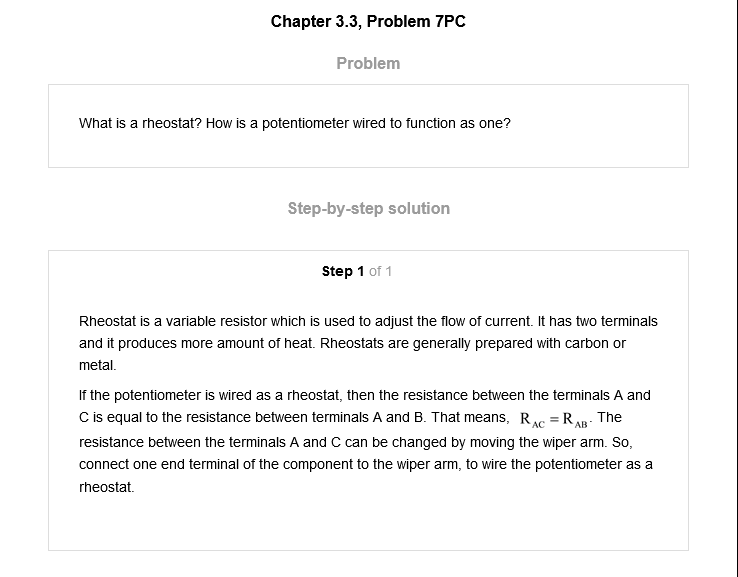 Chapter 3.3, Problem 7PC
Problem
What is a rheostat? How is a potentiometer wired to function as one?
Step-by-step solution
Step 1 of 1
Rheostat is a variable resistor which is used to adjust the flow of current. It has two terminals
and it produces more amount of heat. Rheostats are generally prepared with carbon or
metal.
If the potentiometer is wired as a rheostat, then the resistance between the terminals A and
C is equal to the resistance between terminals A and B. That means, R_AC = R_AB. The
resistance between the terminals A and C can be changed by moving the wiper arm. So,
connect one end terminal of the component to the wiper arm, to wire the potentiometer as a
rheostat.